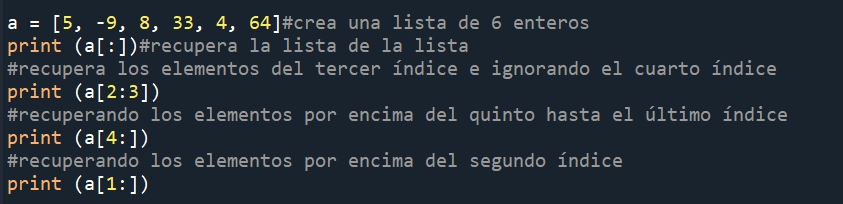 a = [5, -9, 8, 33, 4, 64]#crea una lista de 6 enteros
print (a[:])#recupera la lista de la lista
#recupera los elementos del tercer índice e ignorando el cuarto índice
print (a[2:3])
#recuperando los elementos por encima del quinto hasta el último índice
print (a[4:])
#recuperando los elementos por encima del segundo índice
print (a[1:])